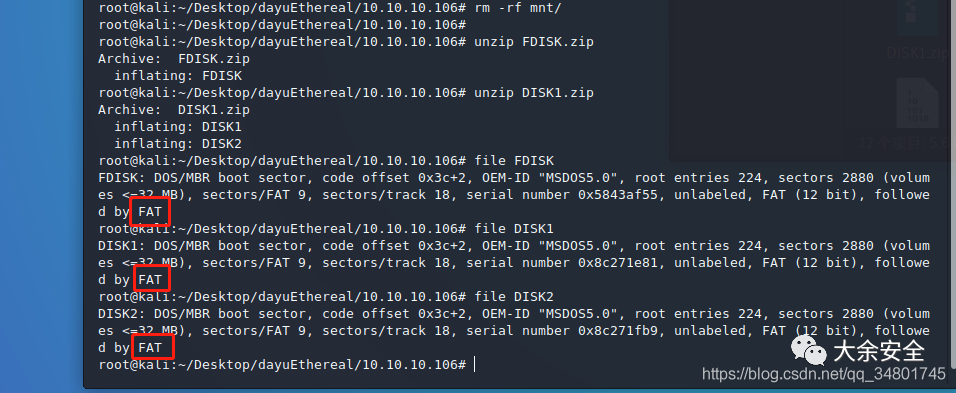 root@kali:~/Desktop/dayuEthereal/10.10.10.106# rm -rf mnt/
root@kali:~/Desktop/dayuEthereal/10.10.10.106#
root@kali:~/Desktop/dayuEthereal/10.10.10.106# unzip FDISK.zip
Archive:  FDISK.zip
  inflating: FDISK
root@kali:~/Desktop/dayuEthereal/10.10.10.106# unzip DISK1.zip
Archive:  DISK1.zip
  inflating: DISK1
  inflating: DISK2
root@kali:~/Desktop/dayuEthereal/10.10.10.106# file FDISK
FDISK: DOS/MBR boot sector, code offset 0x3c+2, OEM-ID "MSDOS5.0", root entries 224, sectors 2880 (volum
es <=32 MB), sectors/FAT 9, sectors/track 18, serial number 0x5843af55, unlabeled, FAT (12 bit), followe
d by FAT
root@kali:~/Desktop/dayuEthereal/10.10.10.106# file DISK1
DISK1: DOS/MBR boot sector, code offset 0x3c+2, OEM-ID "MSDOS5.0", root entries 224, sectors 2880 (volum
es <=32 MB), sectors/FAT 9, sectors/track 18, serial number 0x8c271e81, unlabeled, FAT (12 bit), followe
d by FAT
root@kali:~/Desktop/dayuEthereal/10.10.10.106# file DISK2
DISK2: DOS/MBR boot sector, code offset 0x3c+2, OEM-ID "MSDOS5.0", root entries 224, sectors 2880 (volum
es <=32 MB), sectors/FAT 9, sectors/track 18, serial number 0x8c271fb9, unlabeled, FAT (12 bit), followe
d by FAT
root@kali:~/Desktop/dayuEthereal/10.10.10.106#
DISK1.zip
大余安全
https://blog.csdn.net/qq_34801745